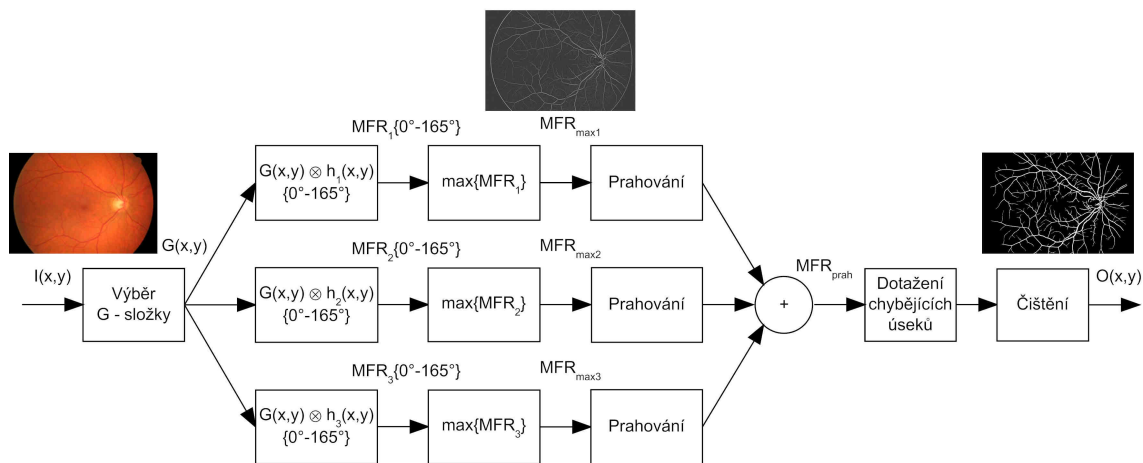 MFR1{0°-165°}
MFRmax1
G(x,y) ⊗ h1(x,y)
{0°-165°}
max{MFR1}
Prahování
G(x,y)
I(x,y)
Výběr
G - složky
MFR2{0°-165°}
MFRmax2
G(x,y) ⊗ h2(x,y)
{0°-165°}
max{MFR2}
Prahování
+
MFRprah
Dotažení
chybějících
úseků
Čištění
O(x,y)
MFR3{0°-165°}
MFRmax3
G(x,y) ⊗ h3(x,y)
{0°-165°}
max{MFR3}
Prahování